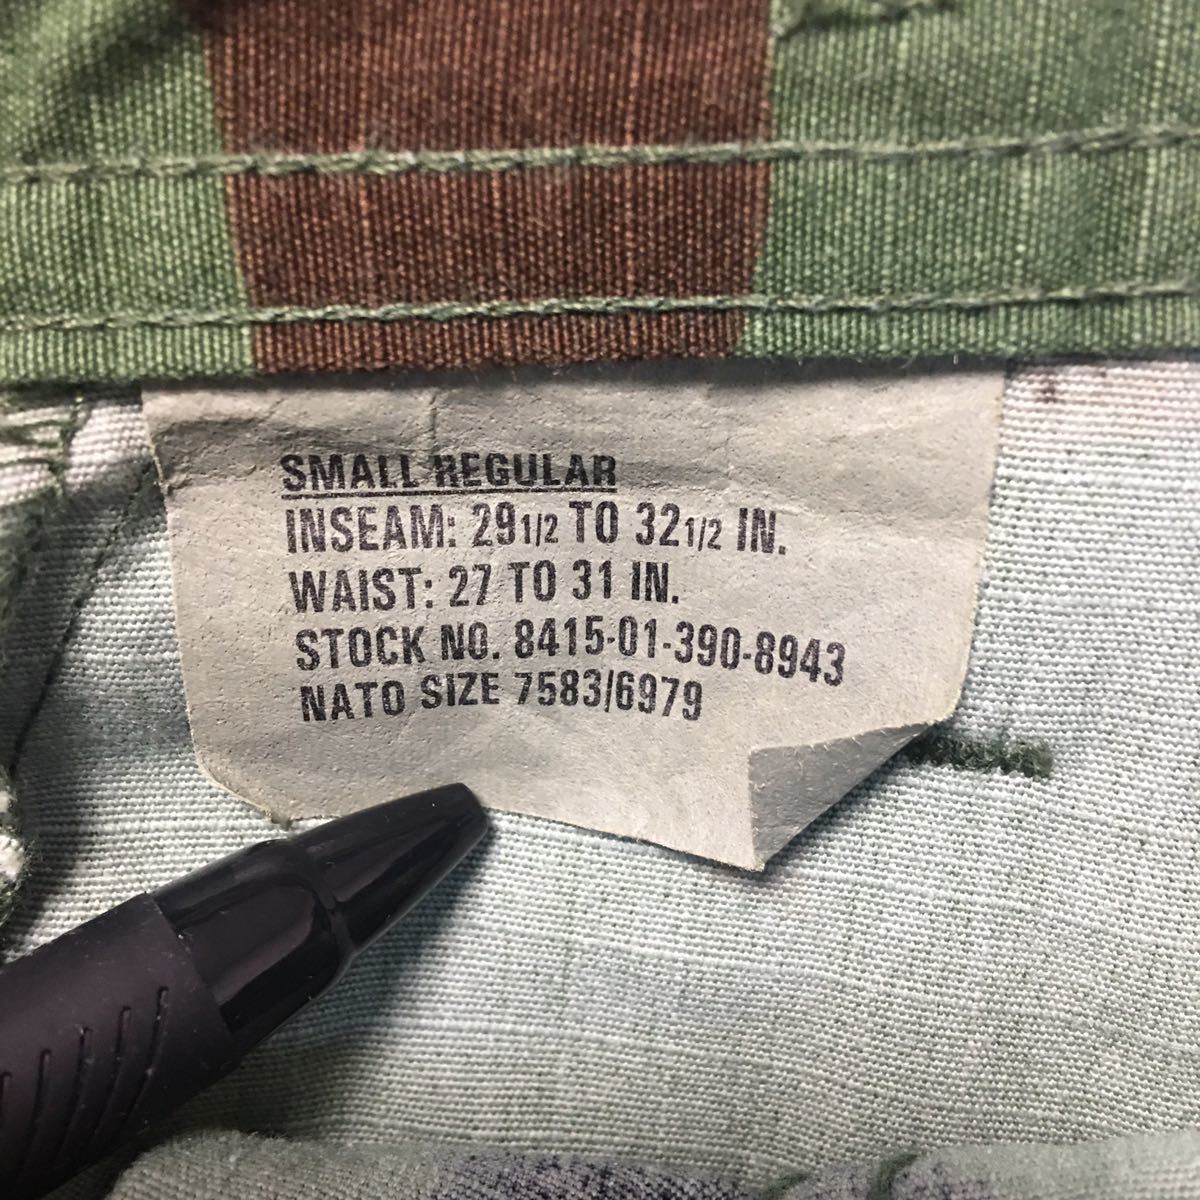 SMALL REGULAR
INSEAM: 29 1/2 TO 32 1/2 IN.
WAIST: 27 TO 31 IN.
STOCK NO. 8415-01-390-8943
NATO SIZE 7583/6979